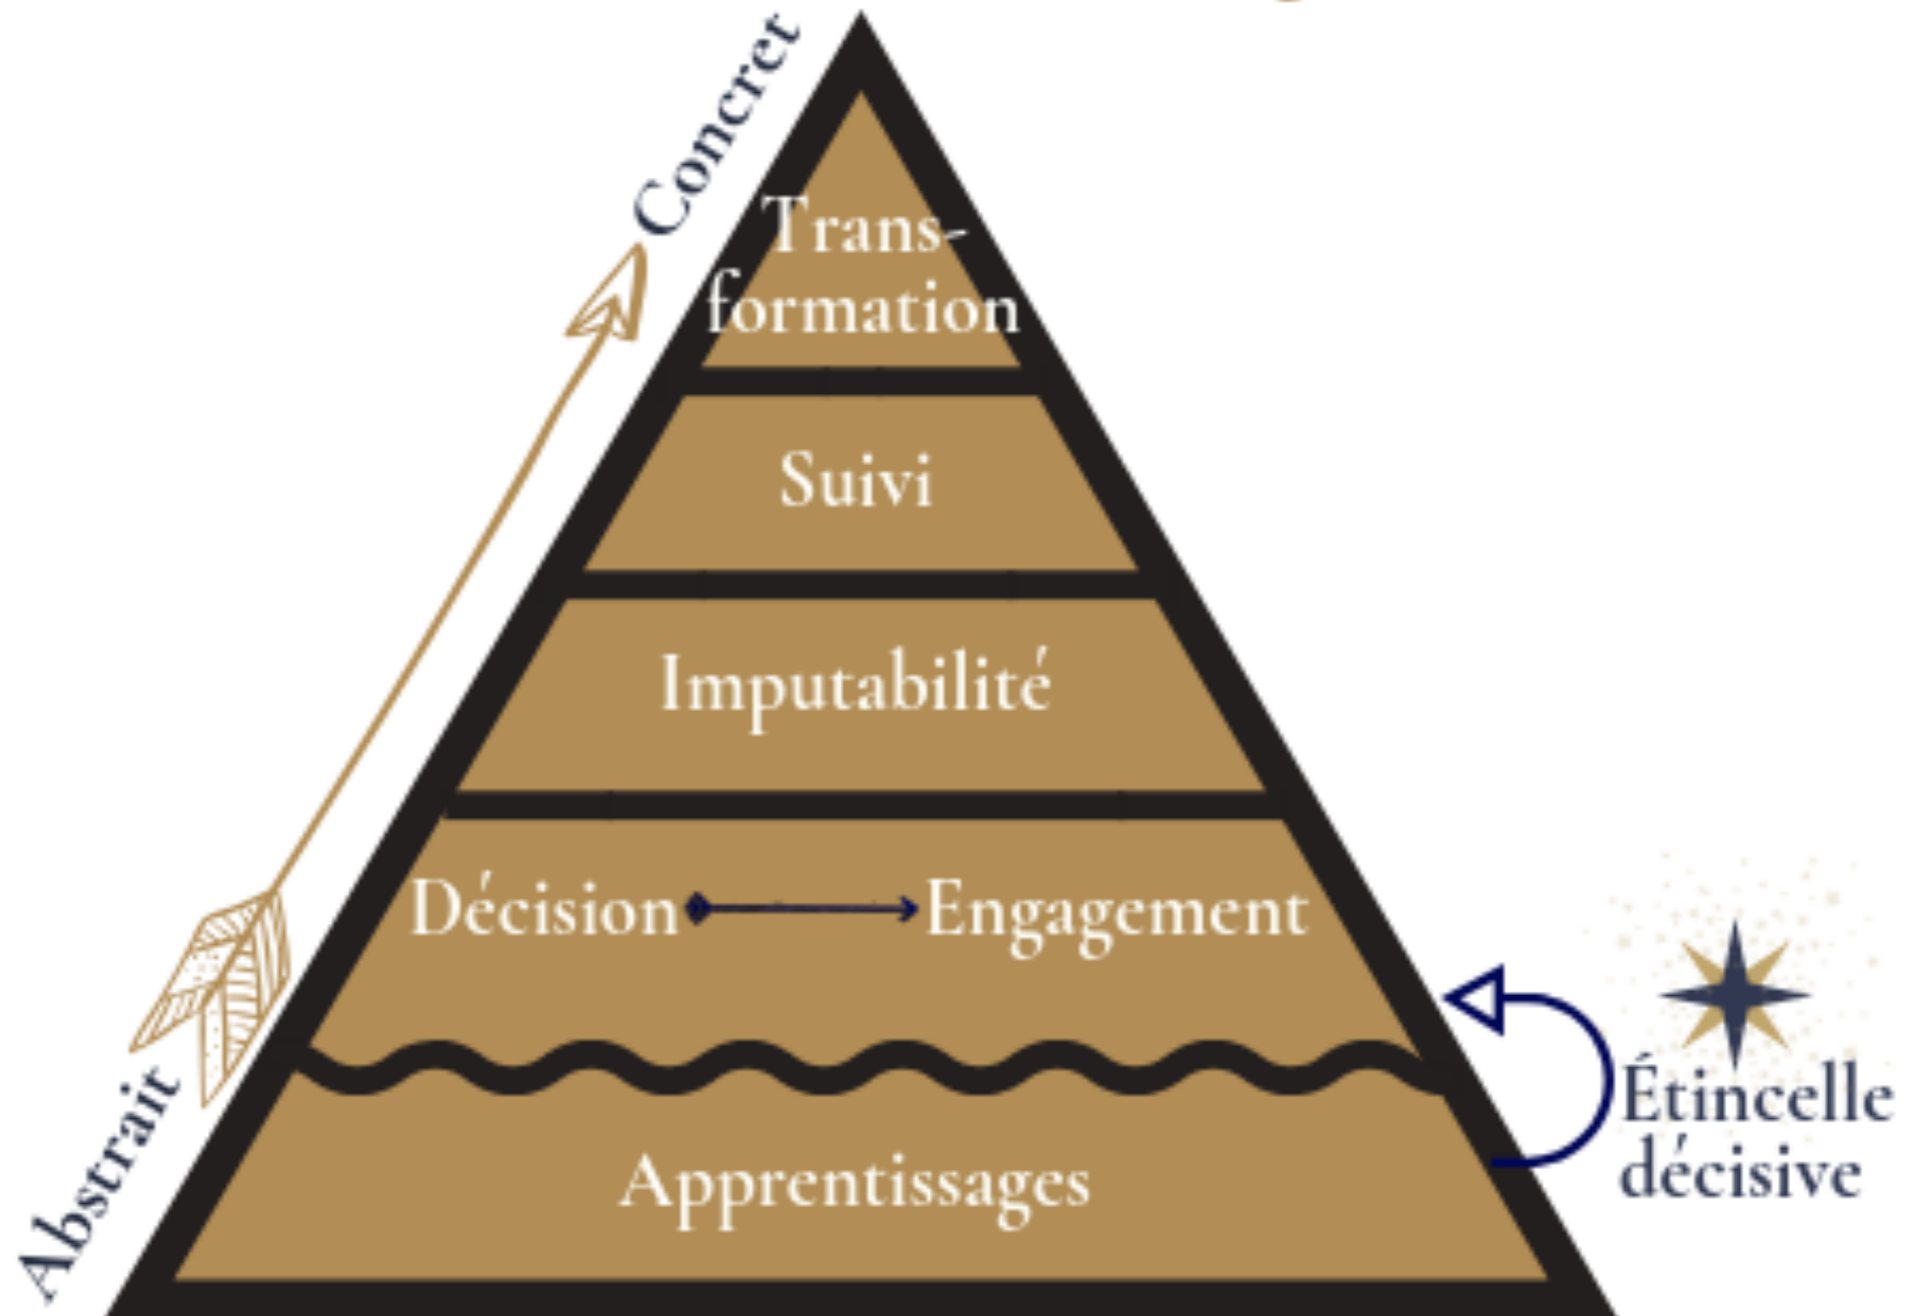 Concret
Trans-
formation
Suivi
Imputabilité
Décision Engagement
Étincelle
décisive
Apprentissages
Abstrait